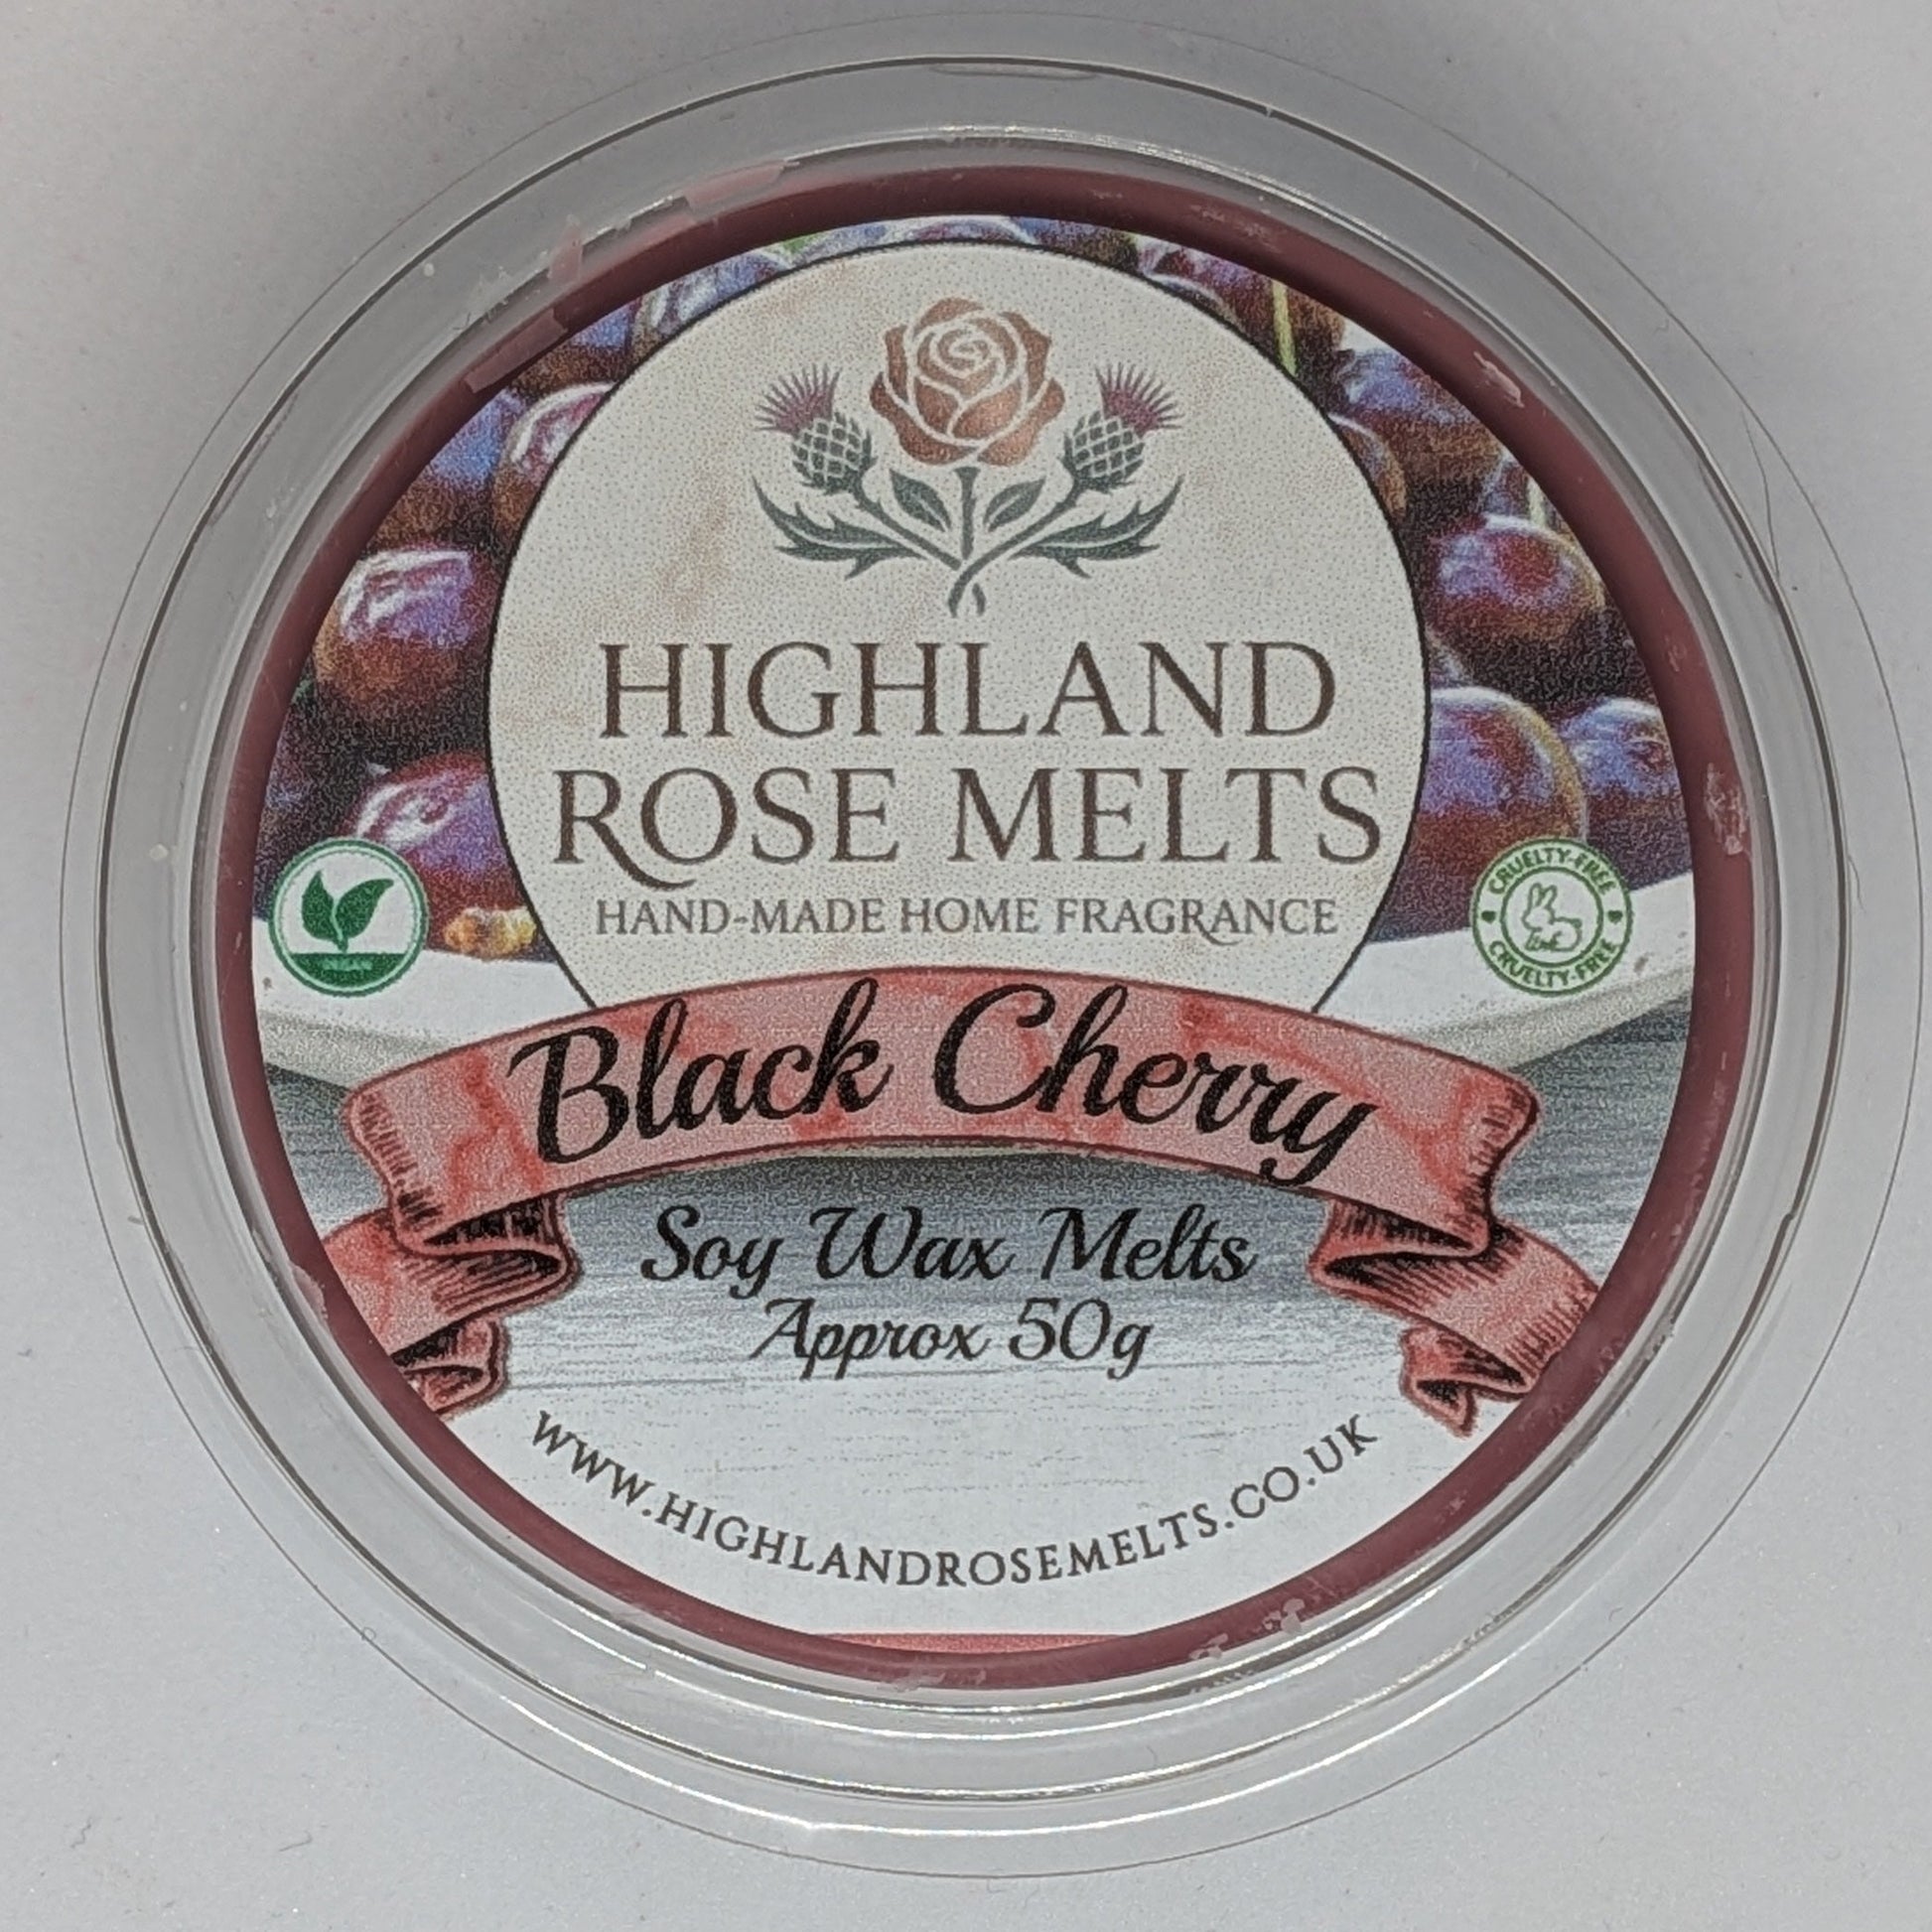 HIGHLAND
ROSE MELTS
HAND-MADE HOME FRAGRANCE
VEGAN
CRUELTY-FREE
CRUELTY-FREE
Black Cherry
Soy Wax Melts
Approx 50g
WWW.HIGHLANDROSEMELTS.CO.UK